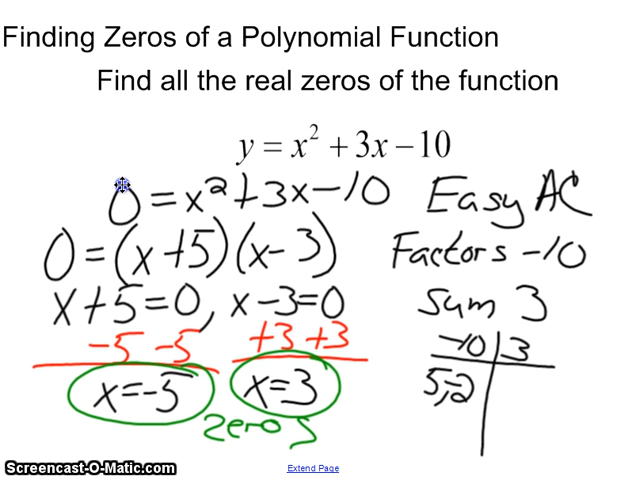 Finding Zeros of a Polynomial Function
Find all the real zeros of the function
y = x² + 3x − 10
0 = x² + 3x − 10 Easy AC
0 = (x + 5)(x − 3) Factors −10
x + 5 = 0, x − 3 = 0 Sum 3
−5 −5 +3 +3
−10 | 3
x = −5 x = 3 5, −2
zeros
Screencast-O-Matic.com
Extend Page